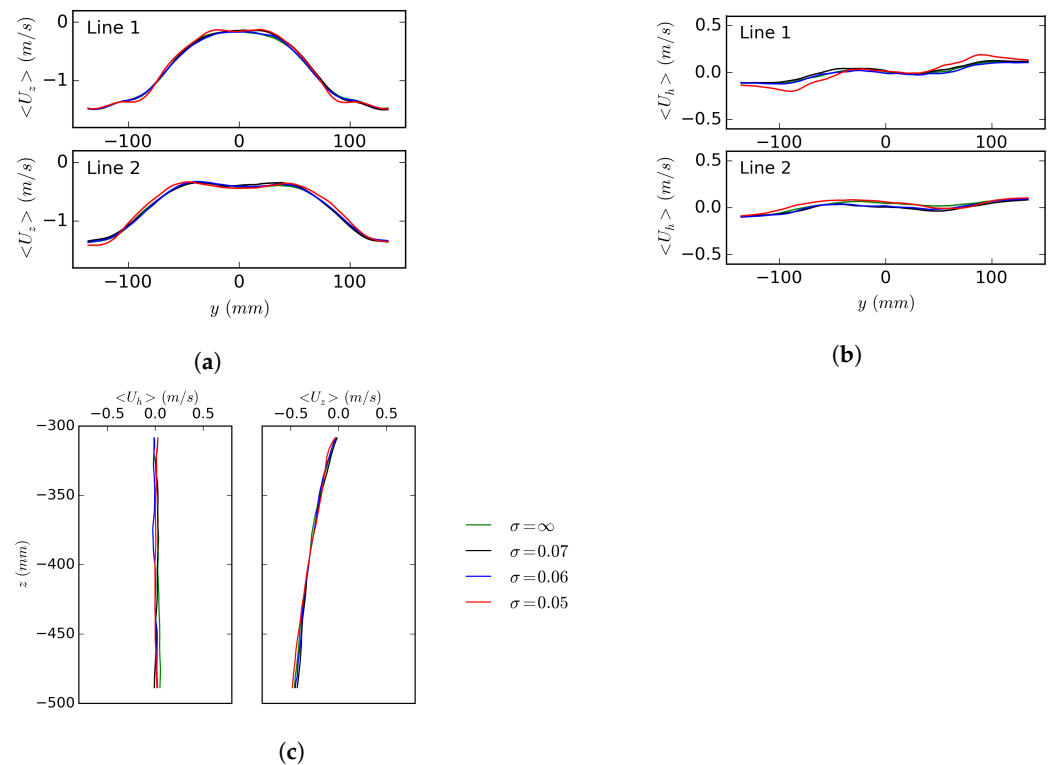 Line 1
<U_z> (m/s)
0
−1
−100 0 100
Line 2
<U_z> (m/s)
0
−1
−100 0 100
y (mm)
(a)
Line 1
<U_h> (m/s)
0.5
0.0
−0.5
−100 0 100
Line 2
<U_h> (m/s)
0.5
0.0
−0.5
−100 0 100
y (mm)
(b)
<U_h> (m/s)
−0.5 0.0 0.5
<U_z> (m/s)
−0.5 0.0 0.5
z (mm)
−300
−350
−400
−450
−500
σ=∞
σ=0.07
σ=0.06
σ=0.05
(c)